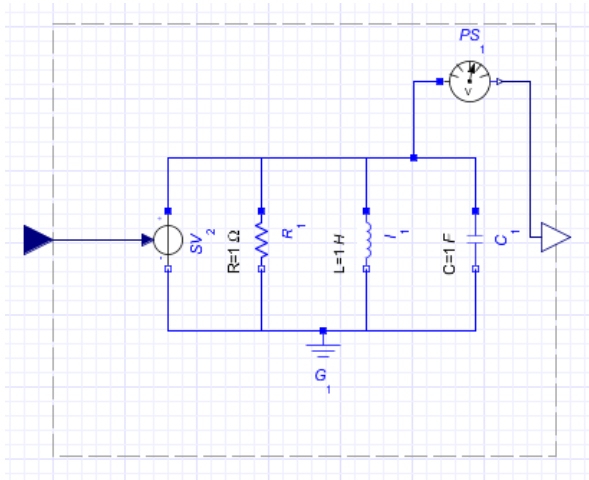 PS
1
V
+
-
SV
2
R=1 Ω
R
1
L=1 H
I
1
C=1 F
C
1
G
1